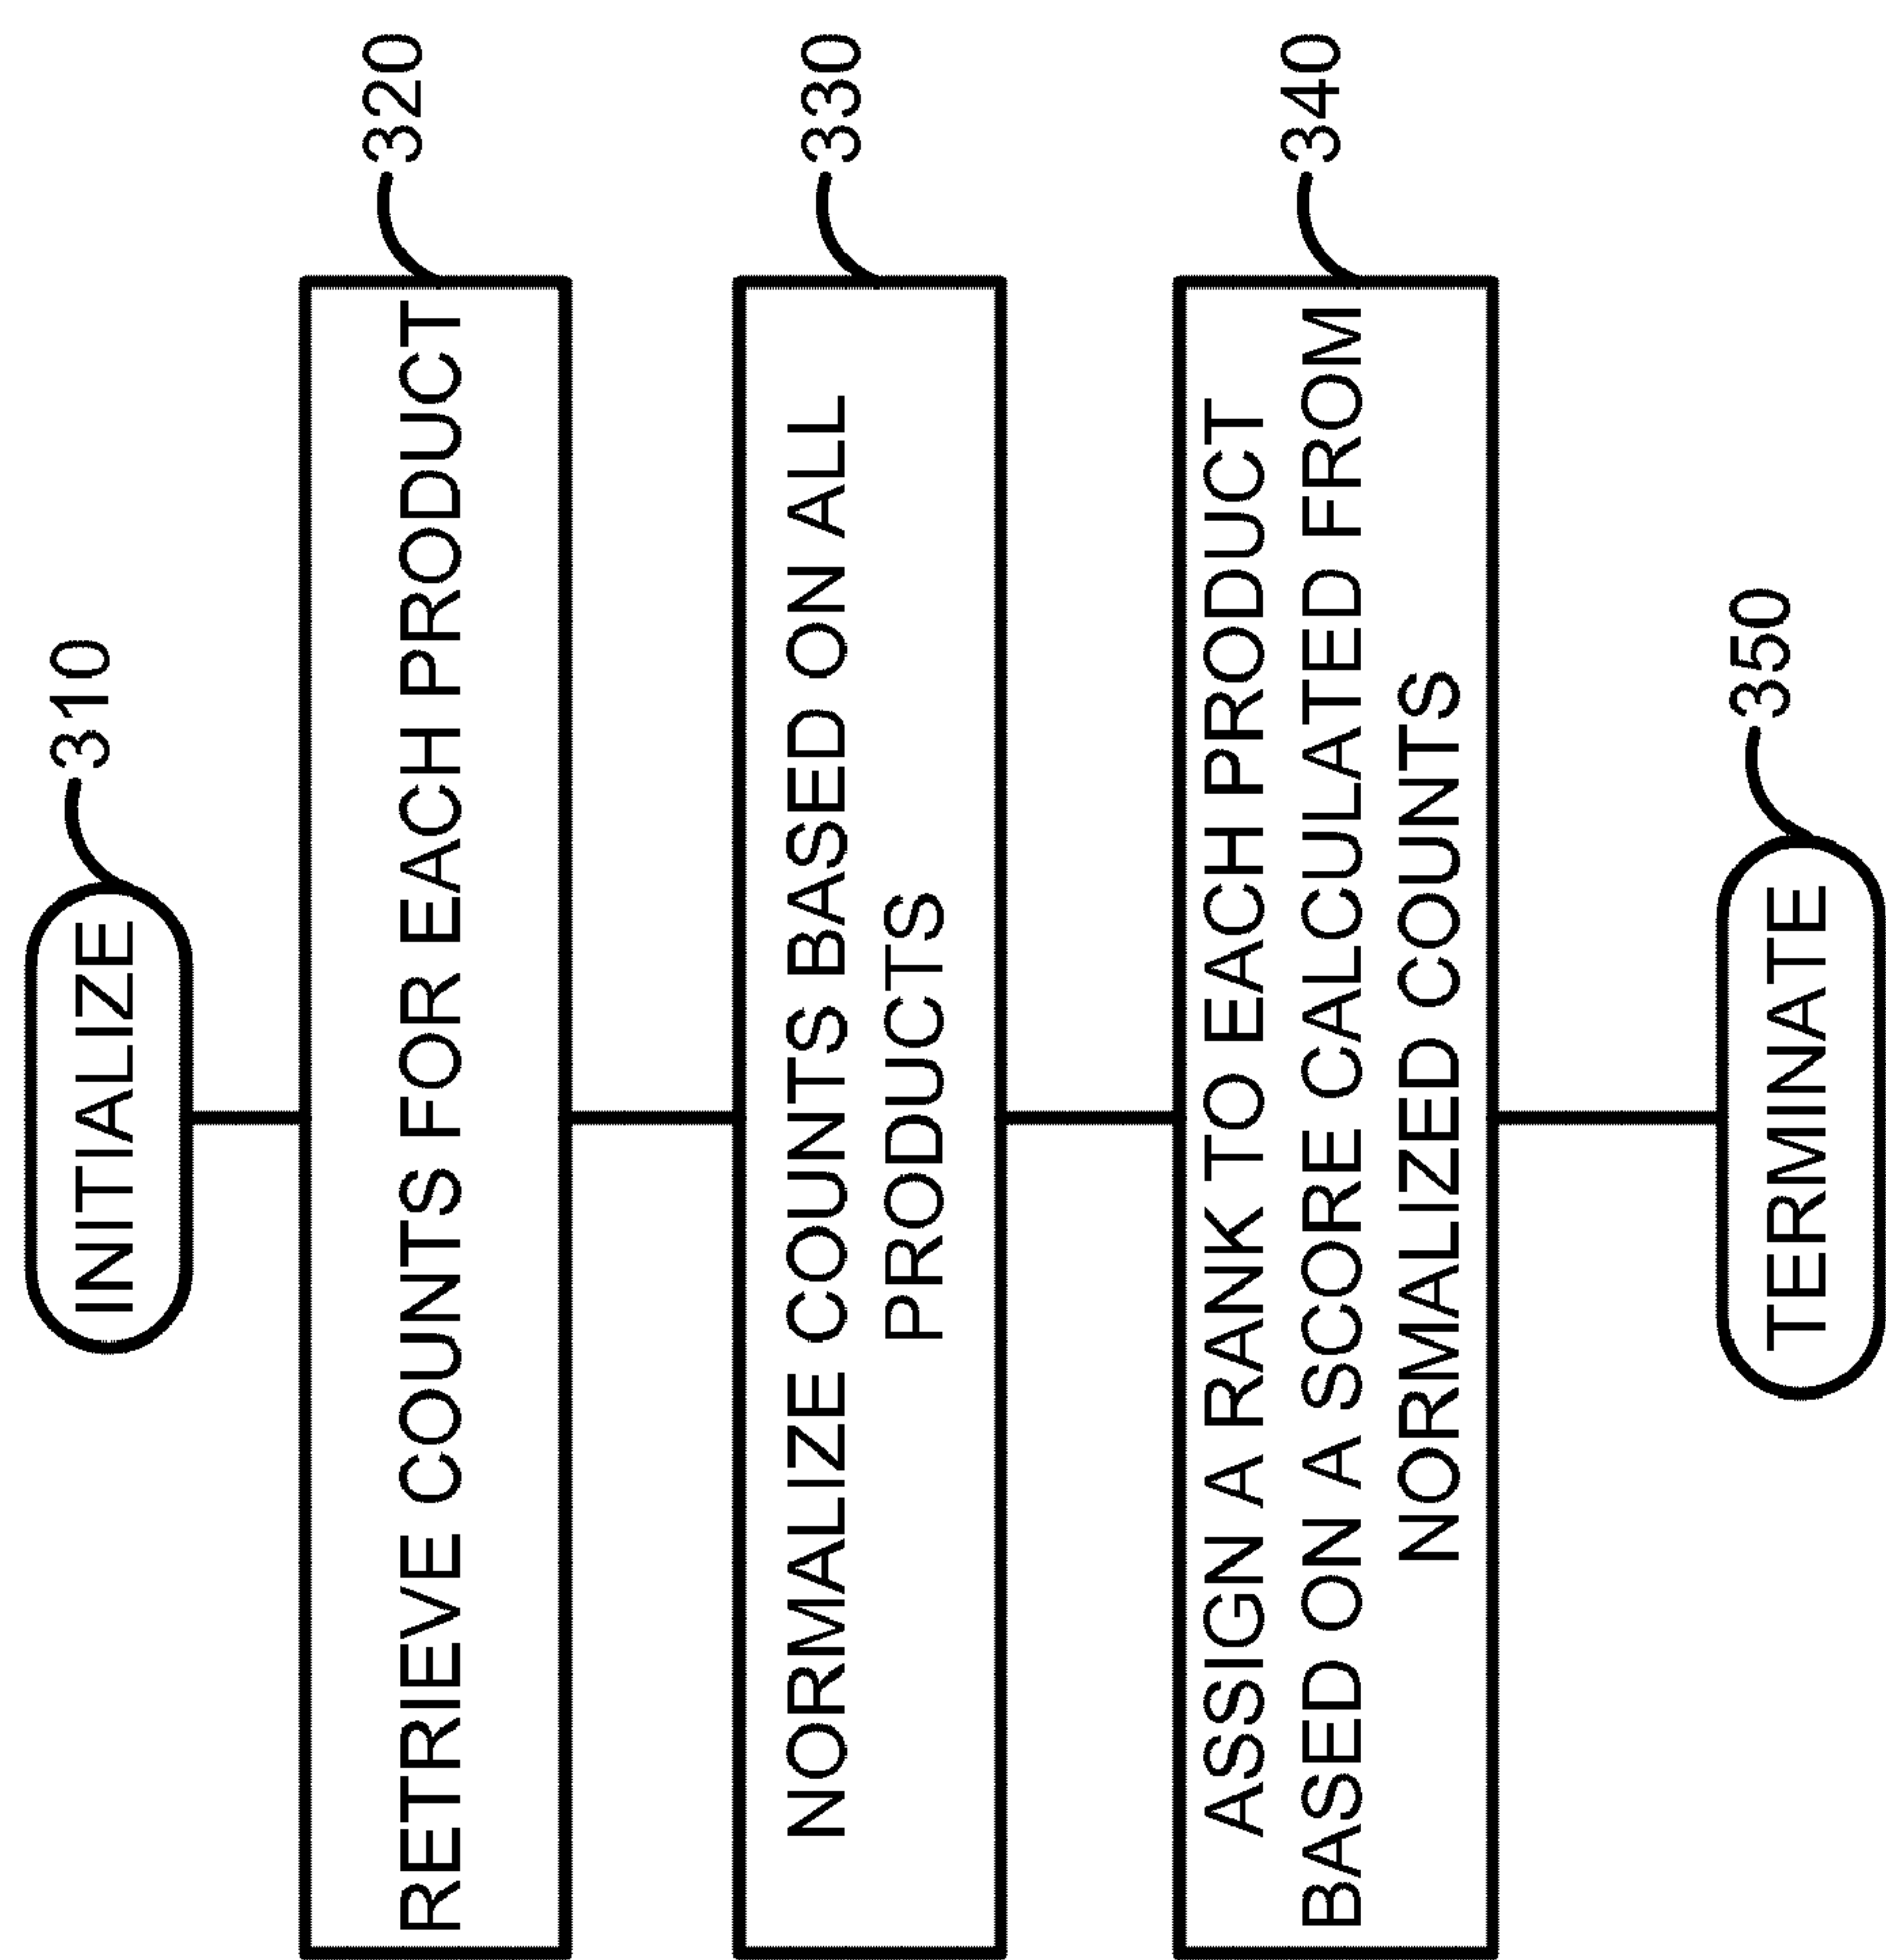 INITIALIZE
310
RETRIEVE COUNTS FOR EACH PRODUCT
320
NORMALIZE COUNTS BASED ON ALL
PRODUCTS
330
ASSIGN A RANK TO EACH PRODUCT
BASED ON A SCORE CALCULATED FROM
NORMALIZED COUNTS
340
TERMINATE
350